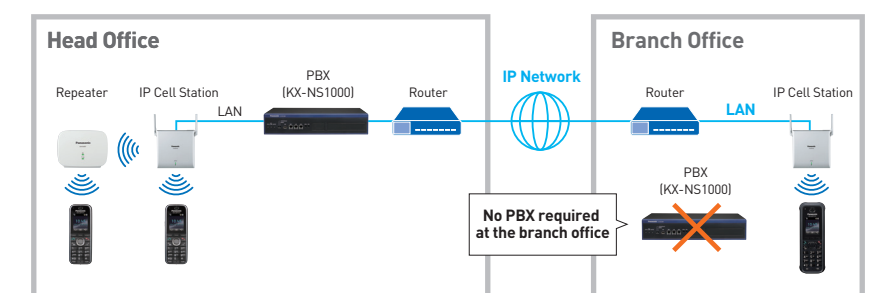 Head Office
Branch Office
PBX
(KX-NS1000)
IP Network
Repeater
IP Cell Station
Router
Router
IP Cell Station
LAN
LAN
Panasonic
PBX
(KX-NS1000)
No PBX required
at the branch office